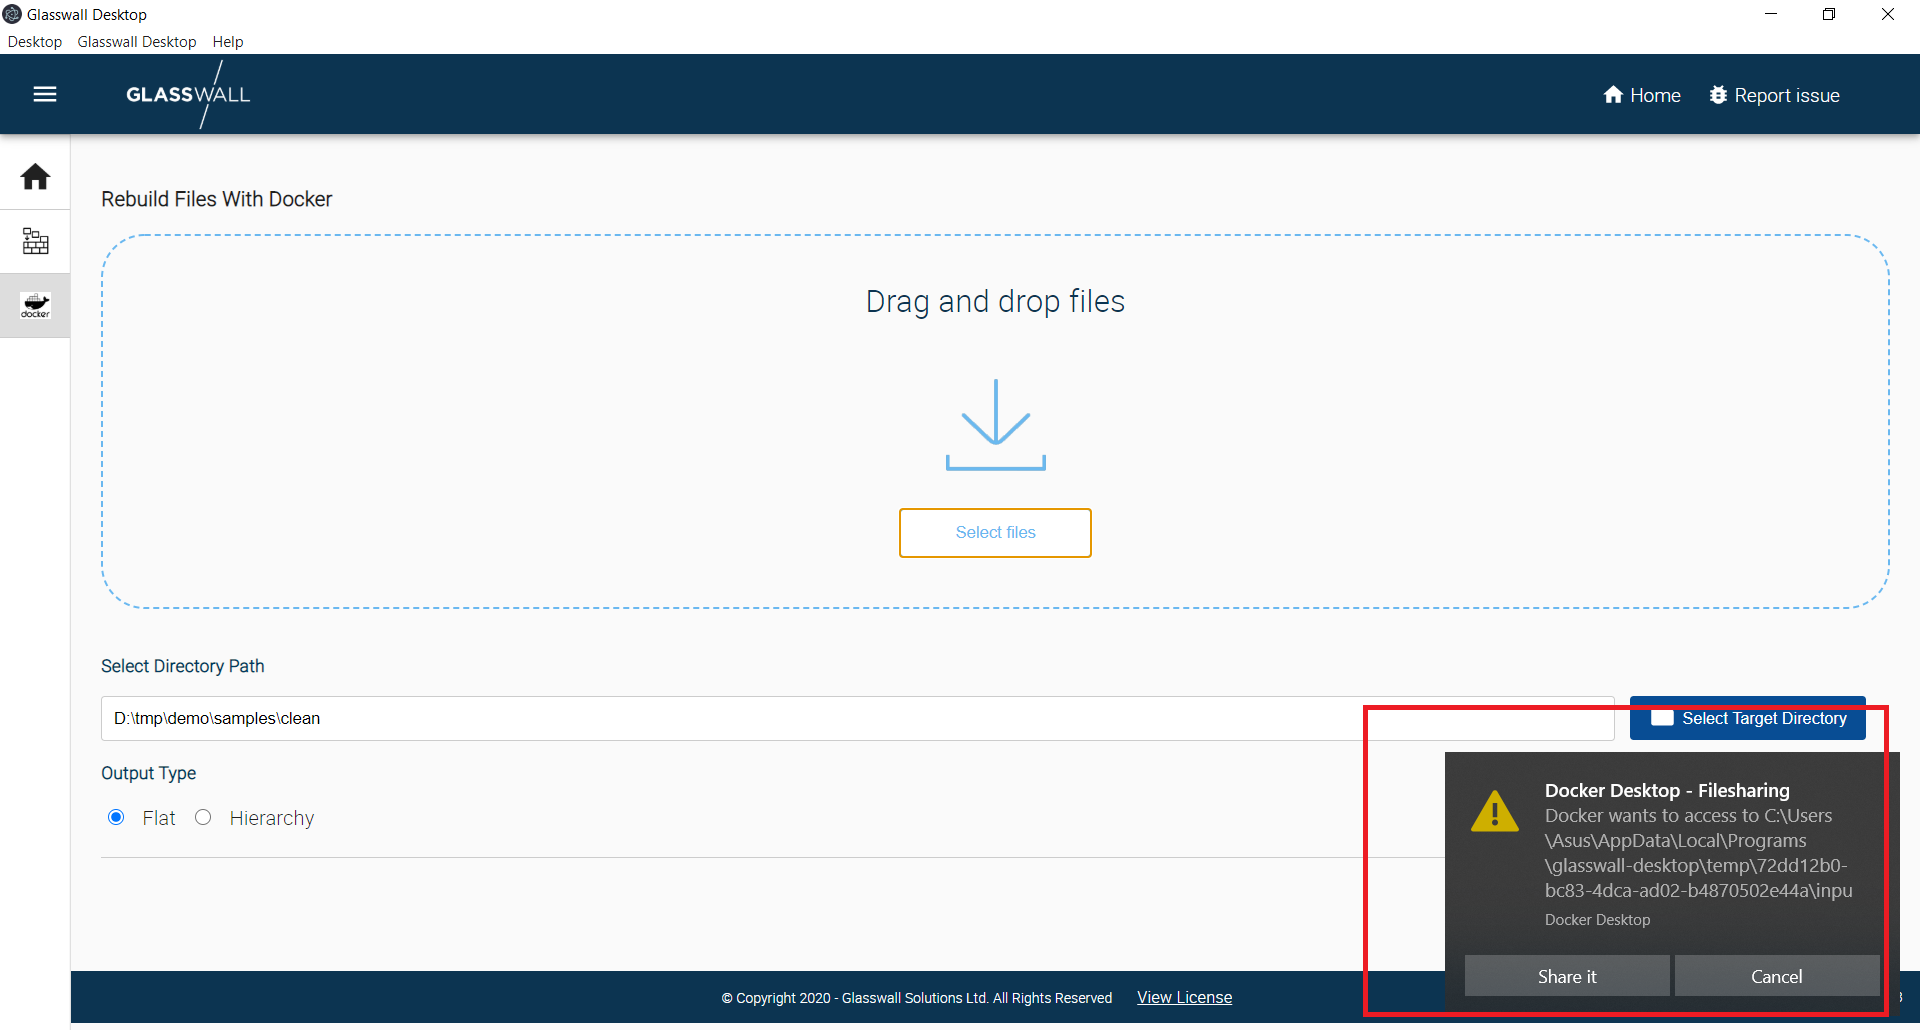 Glasswall Desktop
Desktop Glasswall Desktop Help
GLASSWALL
Home Report issue
docker
Rebuild Files With Docker
Drag and drop files
Select files
Select Directory Path
D:\tmp\demo\samples\clean
Select Target Directory
Output Type
Flat Hierarchy
Docker Desktop - Filesharing
Docker wants to access to C:\Users
\Asus\AppData\Local\Programs
\glasswall-desktop\temp\72dd12b0-
bc83-4dca-ad02-b4870502e44a\inpu
Docker Desktop
Share it Cancel
© Copyright 2020 - Glasswall Solutions Ltd. All Rights Reserved View License